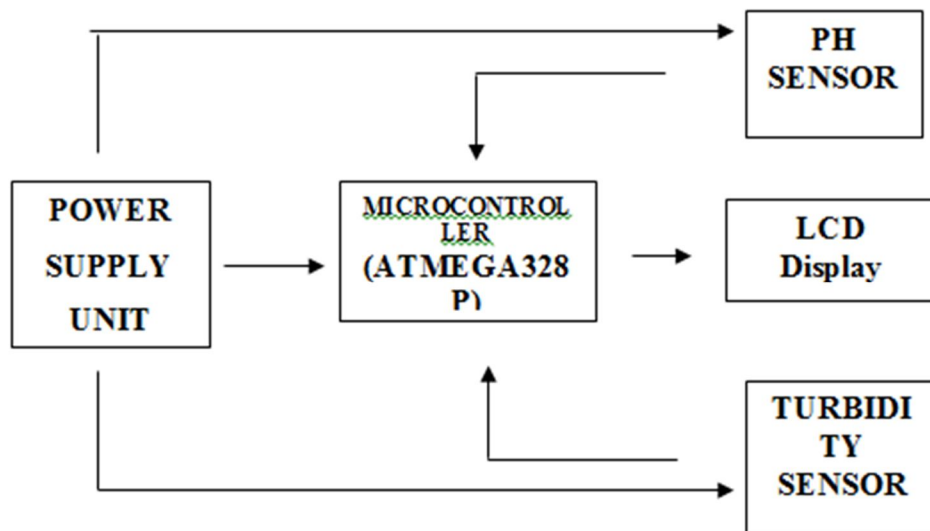 PH
SENSOR
POWER
SUPPLY
UNIT
MICROCONTROL
LER
(ATMEGA328
P)
LCD
Display
TURBIDI
TY
SENSOR